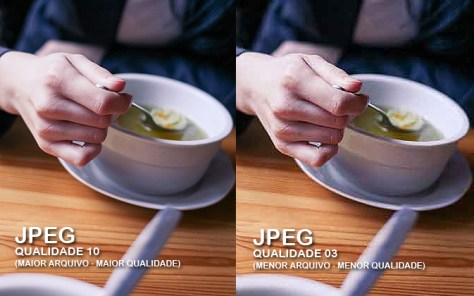 JPEG
QUALIDADE 10
(MAIOR ARQUIVO - MAIOR QUALIDADE)
JPEG
QUALIDADE 03
(MENOR ARQUIVO - MENOR QUALIDADE)